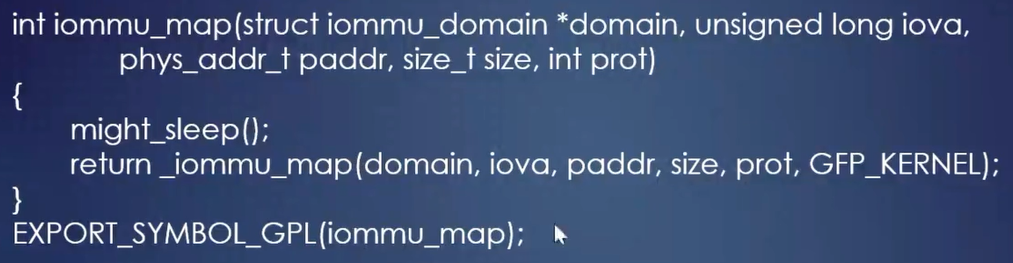 int iommu_map(struct iommu_domain *domain, unsigned long iova,
phys_addr_t paddr, size_t size, int prot)
{
might_sleep();
return _iommu_map(domain, iova, paddr, size, prot, GFP_KERNEL);
}
EXPORT_SYMBOL_GPL(iommu_map);